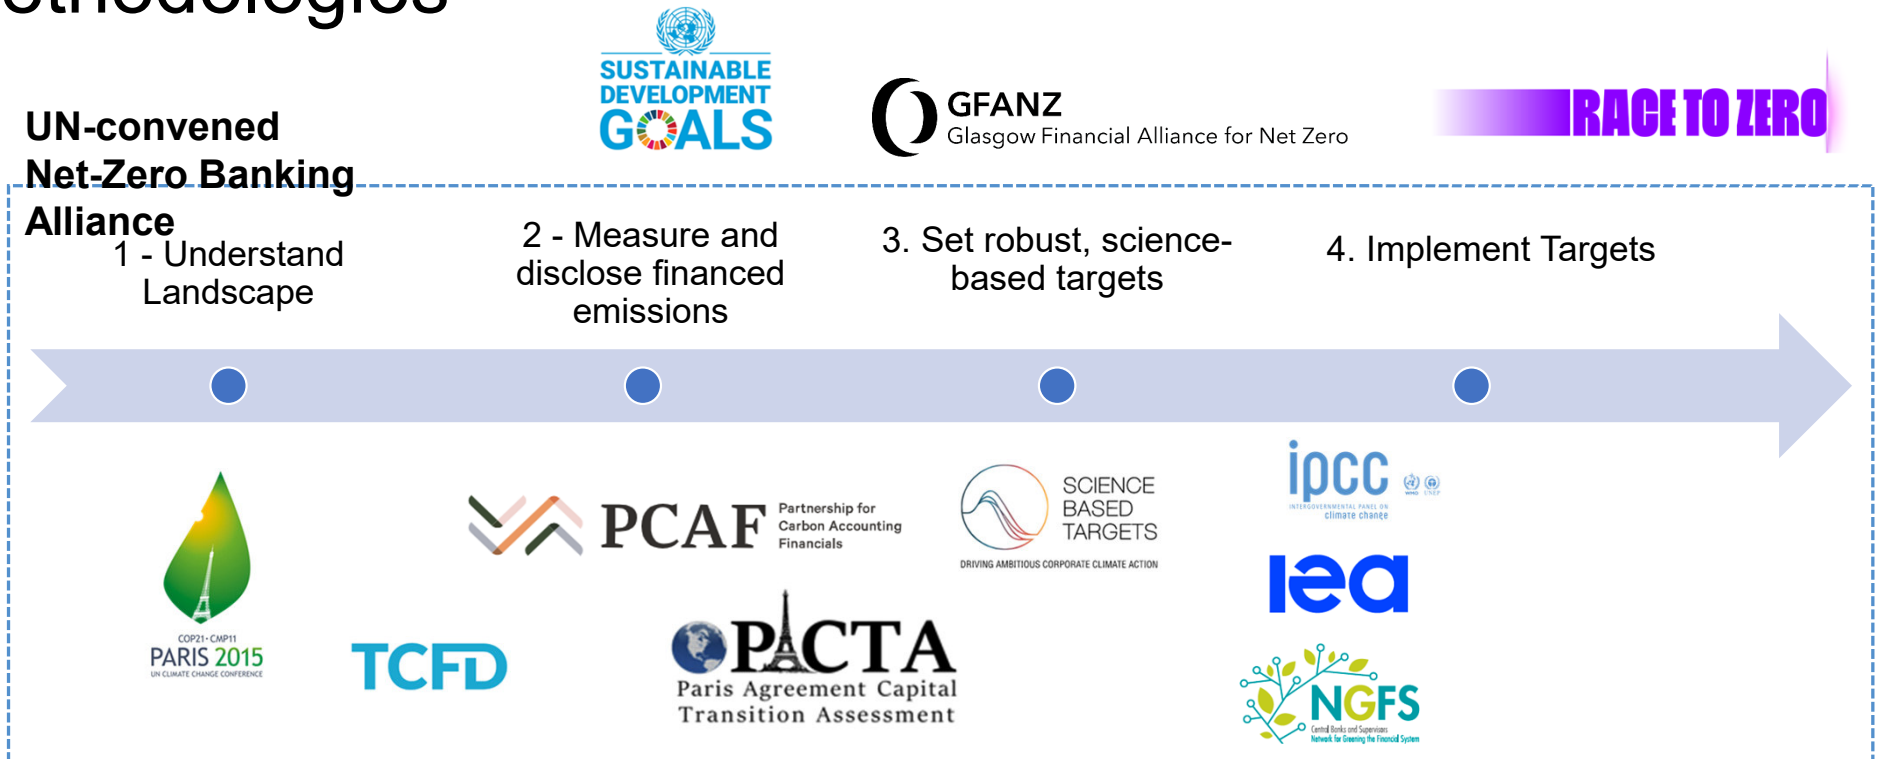 ethodologies
SUSTAINABLE
DEVELOPMENT
GOALS
GFANZ
Glasgow Financial Alliance for Net Zero
RACE TO ZERO
UN-convened
Net-Zero Banking
Alliance
1 - Understand
Landscape
2 - Measure and
disclose financed
emissions
3. Set robust, science-
based targets
4. Implement Targets
COP21·CMP11
PARIS 2015
UN CLIMATE CHANGE CONFERENCE
TCFD
PCAF
Partnership for
Carbon Accounting
Financials
PACTA
Paris Agreement Capital
Transition Assessment
SCIENCE
BASED
TARGETS
DRIVING AMBITIOUS CORPORATE CLIMATE ACTION
ipcc
INTERGOVERNMENTAL PANEL ON
climate change
WMO UNEP
iea
NGFS
Central Banks and Supervisors
Network for Greening the Financial System